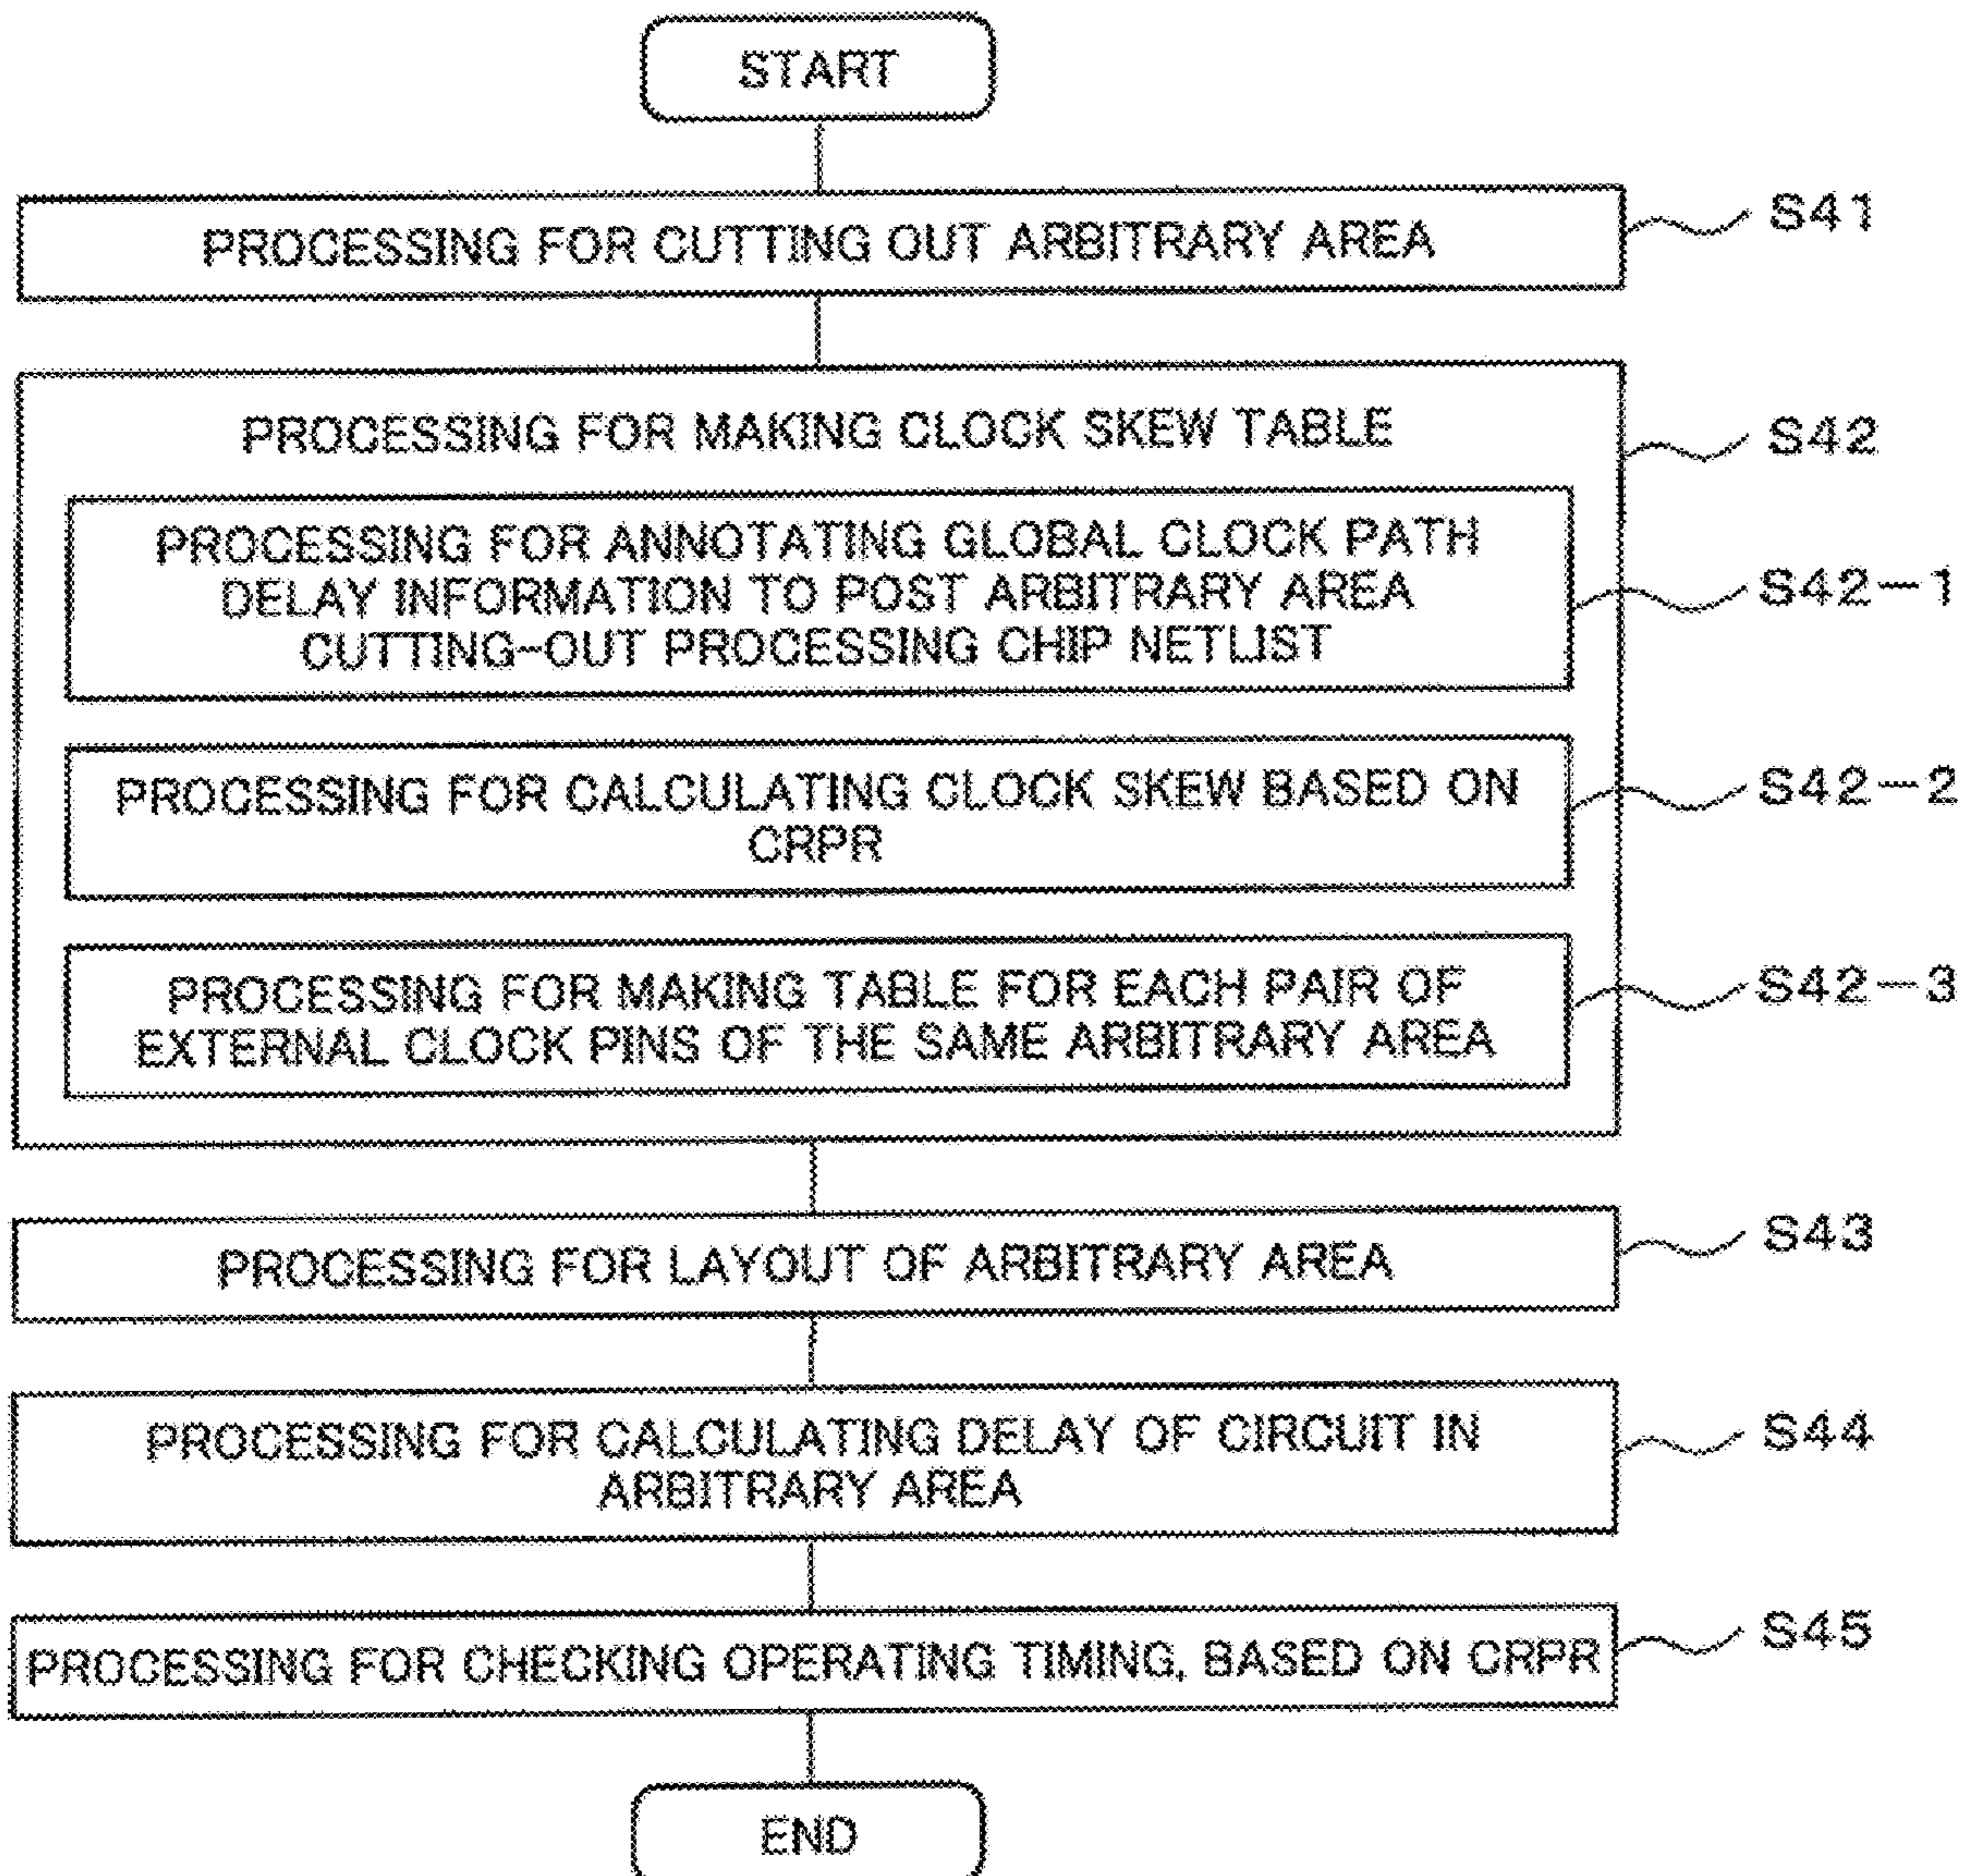 START
PROCESSING FOR CUTTING OUT ARBITRARY AREA
S41
PROCESSING FOR MAKING CLOCK SKEW TABLE
S42
PROCESSING FOR ANNOTATING GLOBAL CLOCK PATH
DELAY INFORMATION TO POST ARBITRARY AREA
CUTTING-OUT PROCESSING CHIP NETLIST
S42-1
PROCESSING FOR CALCULATING CLOCK SKEW BASED ON
CRPR
S42-2
PROCESSING FOR MAKING TABLE FOR EACH PAIR OF
EXTERNAL CLOCK PINS OF THE SAME ARBITRARY AREA
S42-3
PROCESSING FOR LAYOUT OF ARBITRARY AREA
S43
PROCESSING FOR CALCULATING DELAY OF CIRCUIT IN
ARBITRARY AREA
S44
PROCESSING FOR CHECKING OPERATING TIMING, BASED ON CRPR
S45
END